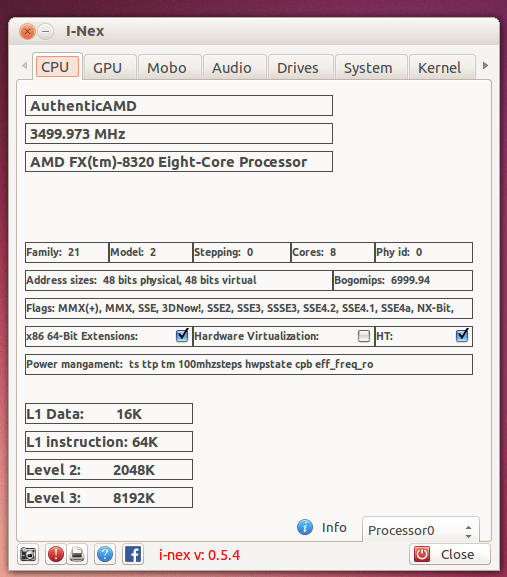 I-Nex
CPU GPU Mobo Audio Drives System Kernel
AuthenticAMD
3499.973 MHz
AMD FX(tm)-8320 Eight-Core Processor
Family: 21 Model: 2 Stepping: 0 Cores: 8 Phy id: 0
Address sizes: 48 bits physical, 48 bits virtual Bogomips: 6999.94
Flags: MMX(+), MMX, SSE, 3DNow!, SSE2, SSE3, SSSE3, SSE4.2, SSE4.1, SSE4a, NX-Bit,
x86 64-Bit Extensions: Hardware Virtualization: HT:
Power mangament: ts ttp tm 100mhzsteps hwpstate cpb eff_freq_ro
L1 Data: 16K
L1 instruction: 64K
Level 2: 2048K
Level 3: 8192K
Info Processor0
i-nex v: 0.5.4 Close